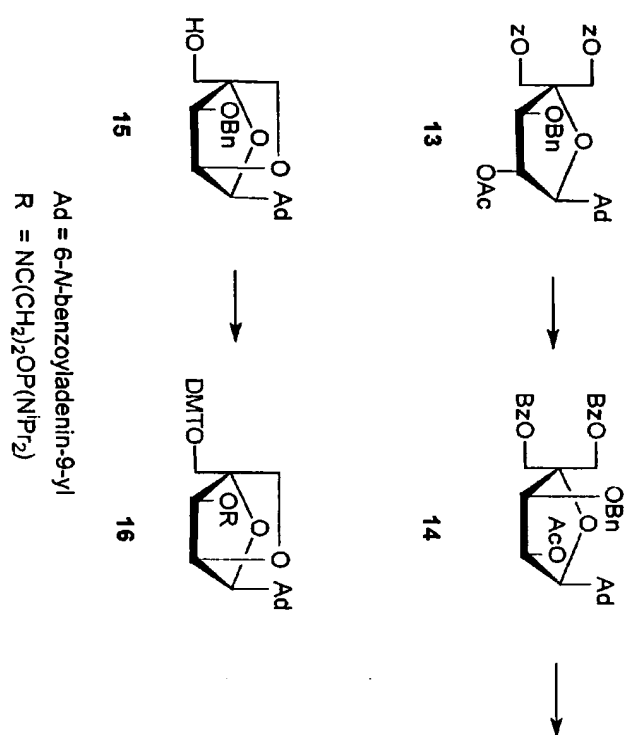 zO
zO
O
OBn
OAc
Ad
13
BzO
BzO
OBn
O
AcO
Ad
14
HO
OBn
O
O
Ad
15
DMTO
OR
O
O
Ad
16
Ad = 6-N-benzoyladenin-9-yl
R = NC(CH2)2OP(NiPr2)